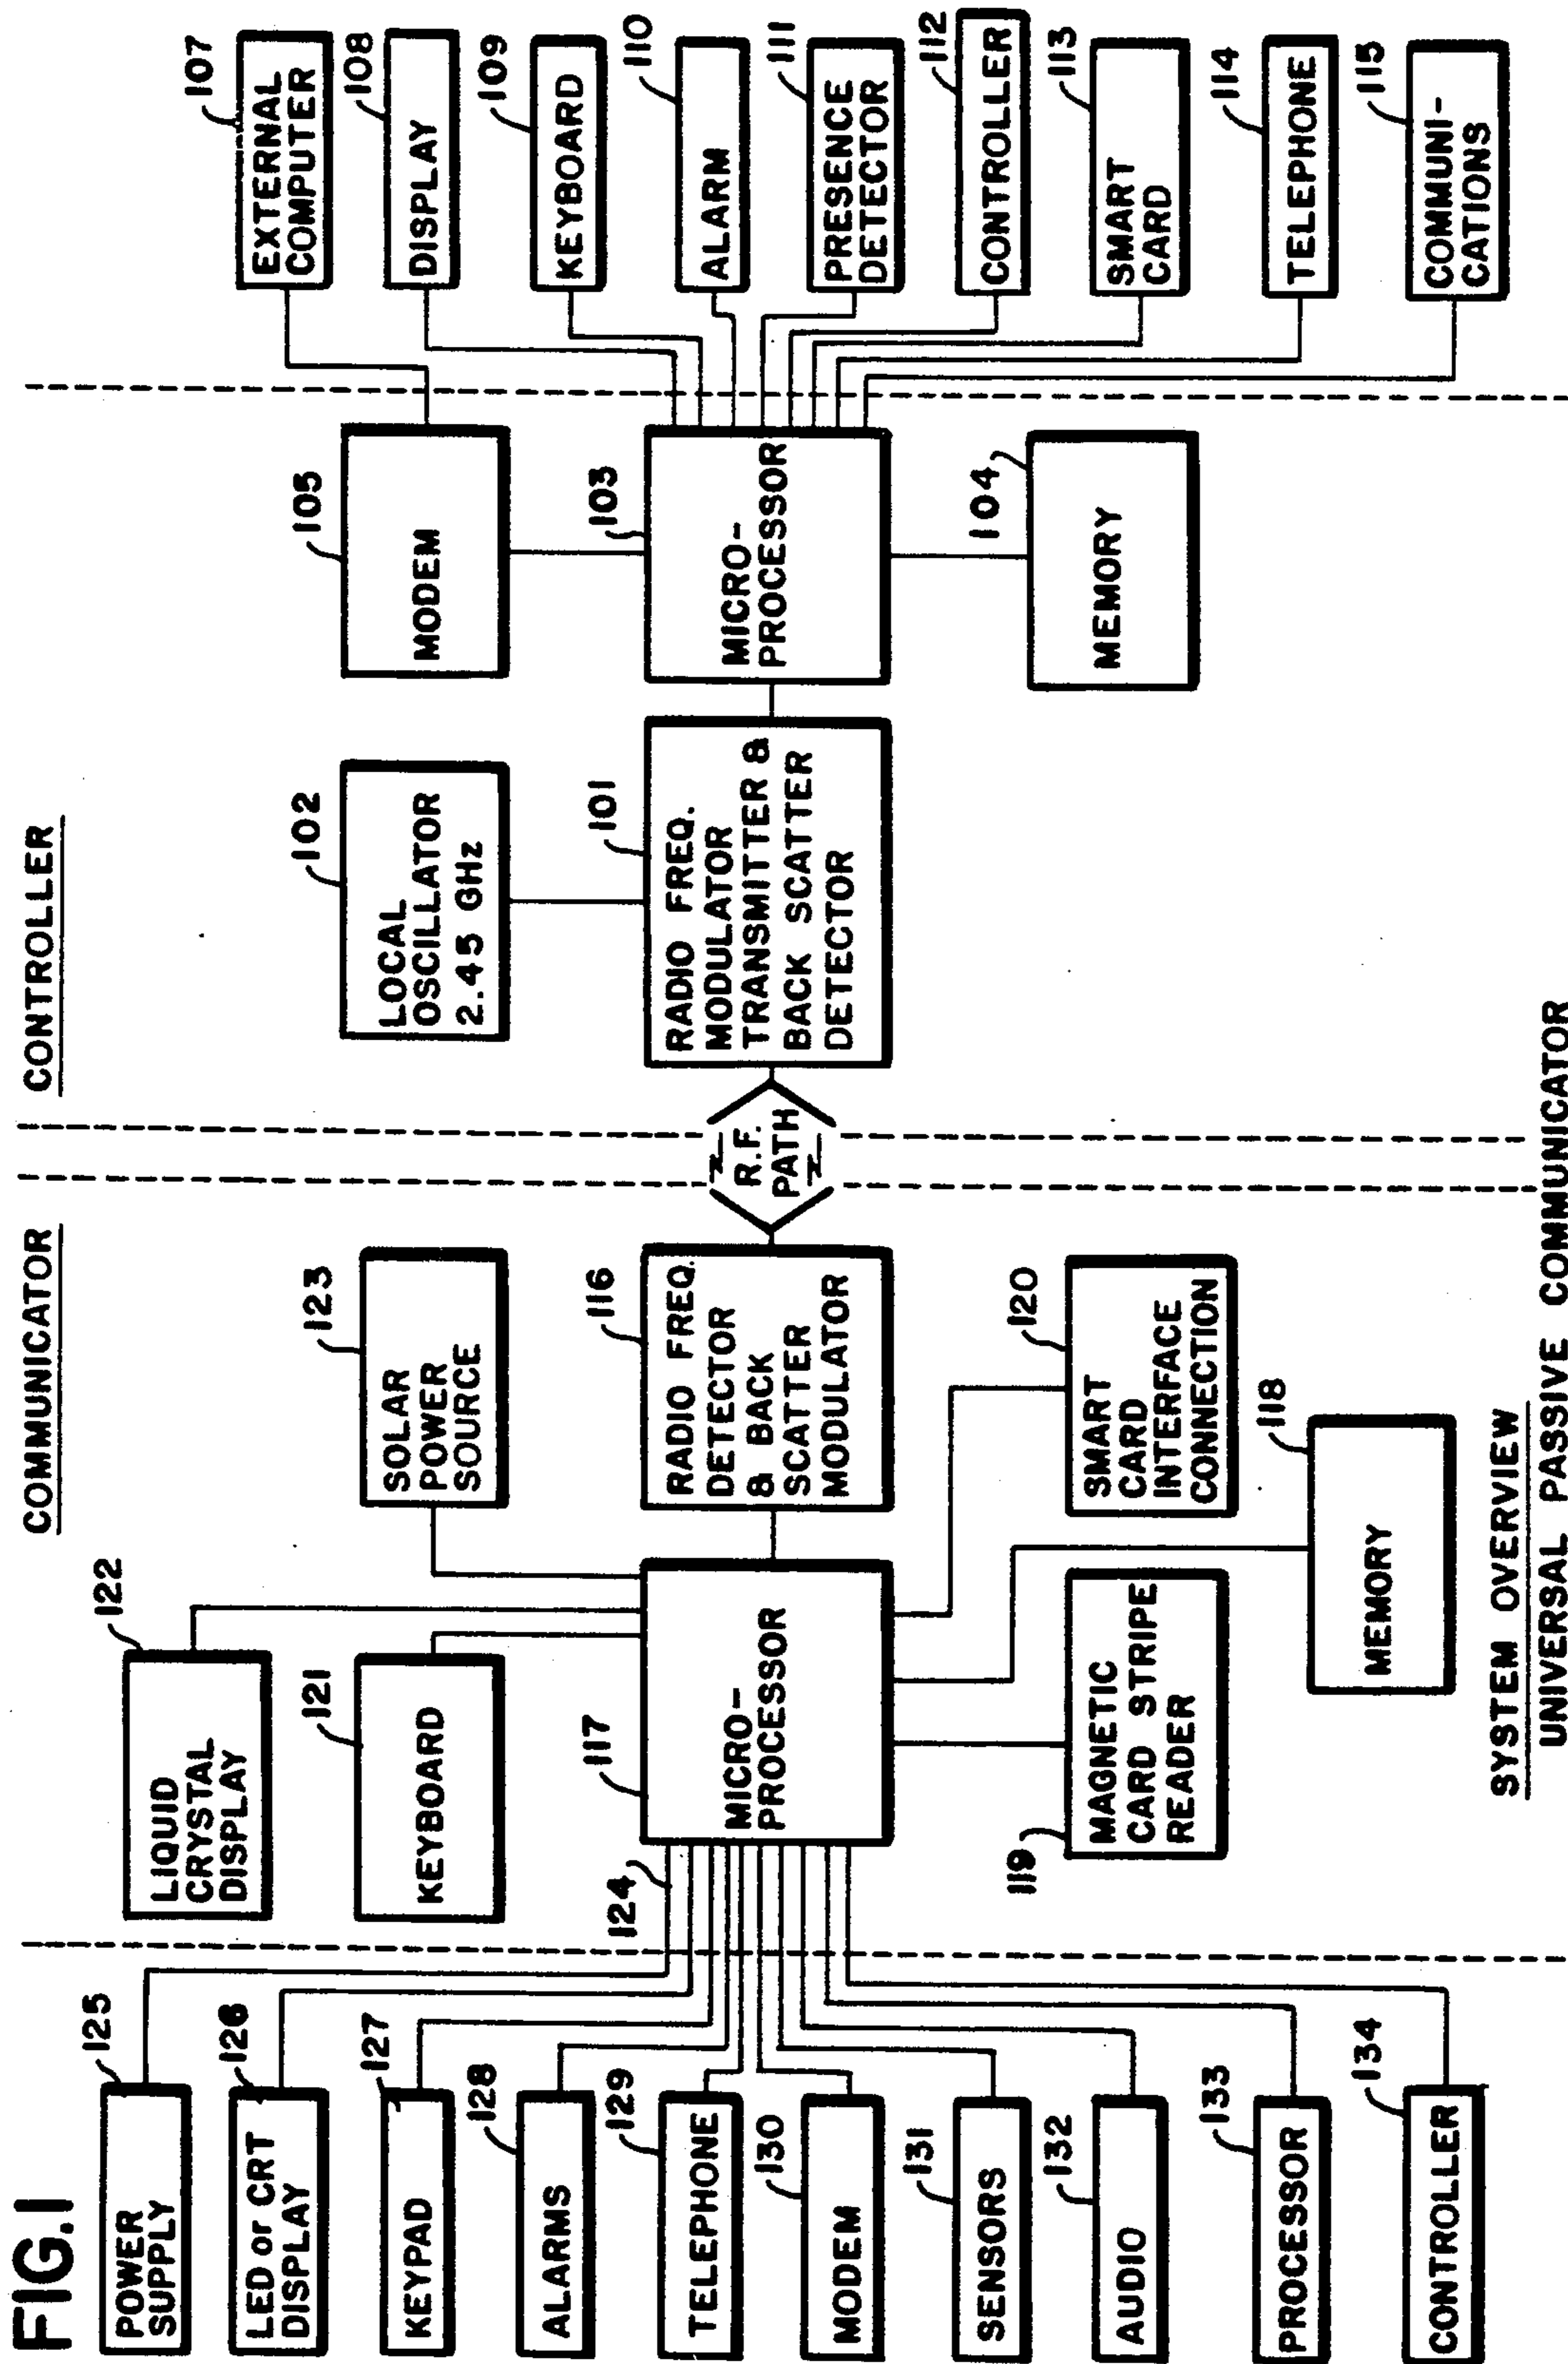 FIG.1
COMMUNICATOR
CONTROLLER
125
POWER
SUPPLY
126
LED or CRT
DISPLAY
127
KEYPAD
128
ALARMS
129
TELEPHONE
130
MODEM
131
SENSORS
132
AUDIO
133
PROCESSOR
134
CONTROLLER
122
LIQUID
CRYSTAL
DISPLAY
121
KEYBOARD
117
MICRO-
PROCESSOR
124
119
MAGNETIC
CARD STRIPE
READER
118
MEMORY
123
SOLAR
POWER
SOURCE
116
RADIO FREQ.
DETECTOR
& BACK
SCATTER
MODULATOR
120
SMART
CARD
INTERFACE
CONNECTION
R.F.
PATH
102
LOCAL
OSCILLATOR
2.45 GHz
101
RADIO FREQ.
MODULATOR
TRANSMITTER &
BACK SCATTER
DETECTOR
105
MODEM
103
MICRO-
PROCESSOR
104
MEMORY
107
EXTERNAL
COMPUTER
108
DISPLAY
109
KEYBOARD
110
ALARM
111
PRESENCE
DETECTOR
112
CONTROLLER
113
SMART
CARD
114
TELEPHONE
115
COMMUNI-
CATIONS
SYSTEM OVERVIEW
UNIVERSAL PASSIVE COMMUNICATOR